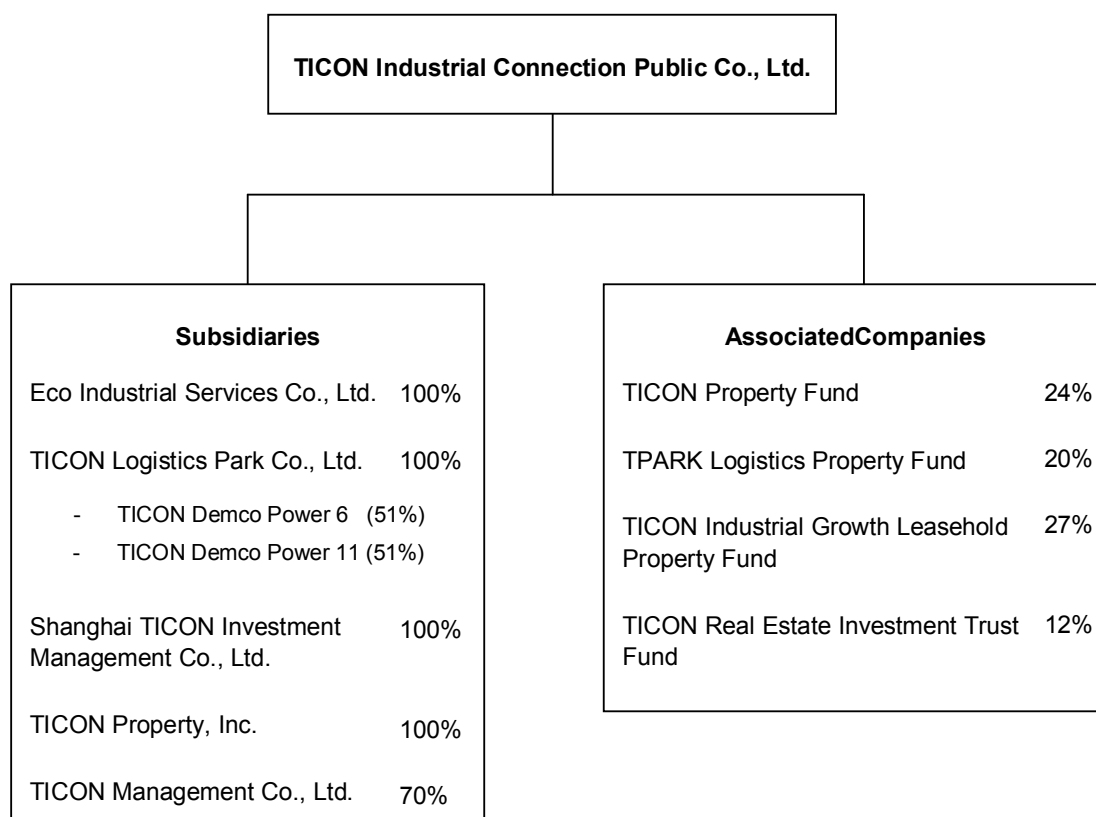 TICON Industrial Connection Public Co., Ltd.
Subsidiaries
Eco Industrial Services Co., Ltd. 100%
TICON Logistics Park Co., Ltd. 100%
- TICON Demco Power 6 (51%)
- TICON Demco Power 11 (51%)
Shanghai TICON Investment 100%
Management Co., Ltd.
TICON Property, Inc. 100%
TICON Management Co., Ltd. 70%
AssociatedCompanies
TICON Property Fund 24%
TPARK Logistics Property Fund 20%
TICON Industrial Growth Leasehold 27%
Property Fund
TICON Real Estate Investment Trust 12%
Fund